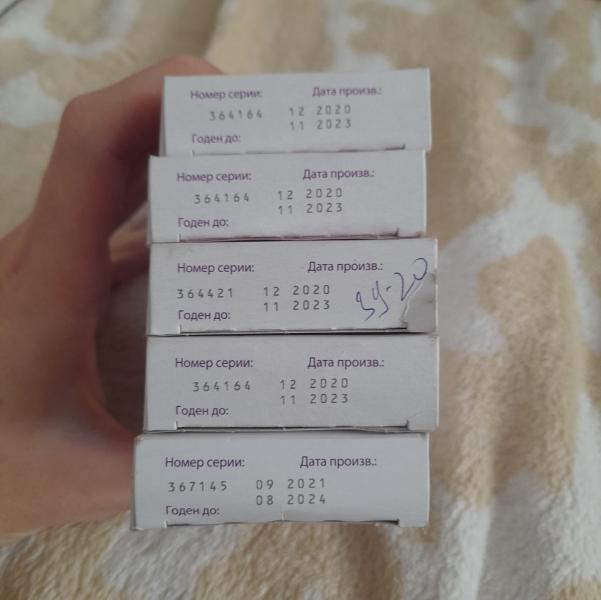 Номер серии: Дата произв.:
364164 12 2020
11 2023
Годен до:
Номер серии: Дата произв.:
364164 12 2020
11 2023
Годен до:
Номер серии: Дата произв.:
364421 12 2020
11 2023 39-20
Годен до:
Номер серии: Дата произв.:
364164 12 2020
11 2023
Годен до:
Номер серии: Дата произв.:
367145 09 2021
08 2024
Годен до: